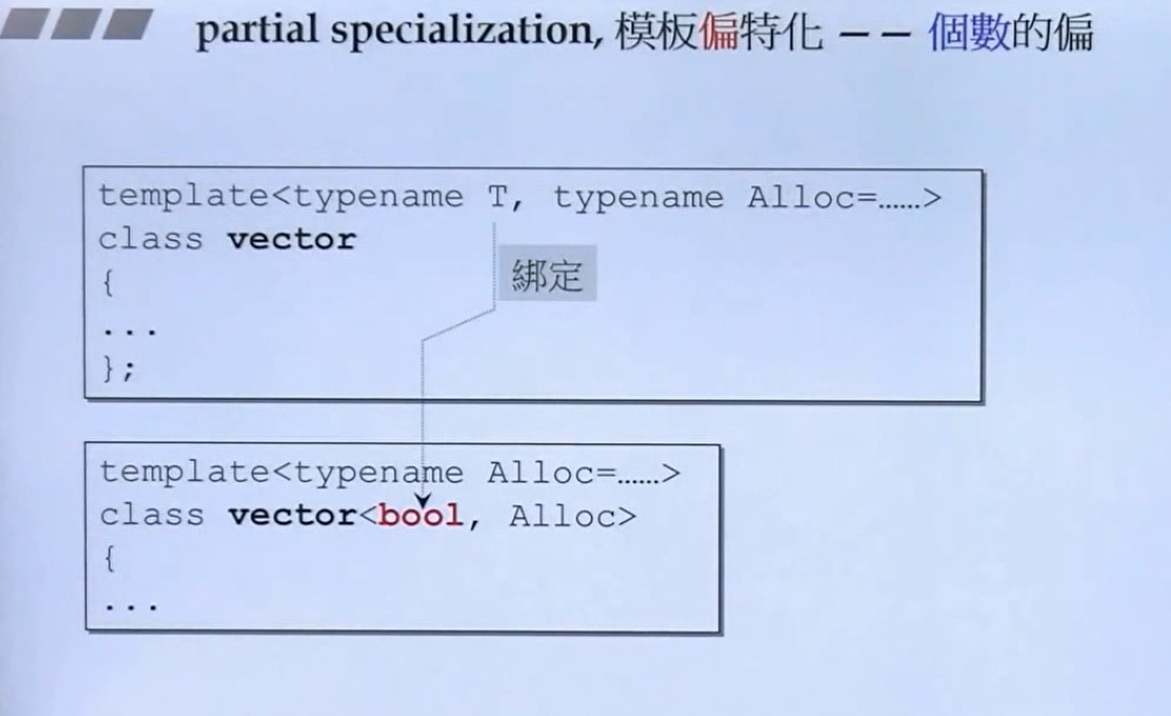 partial specialization, 模板偏特化 —— 個數的偏
template<typename T, typename Alloc=......>
class vector
綁定
{
...
};
template<typename Alloc=......>
class vector<bool, Alloc>
{
...